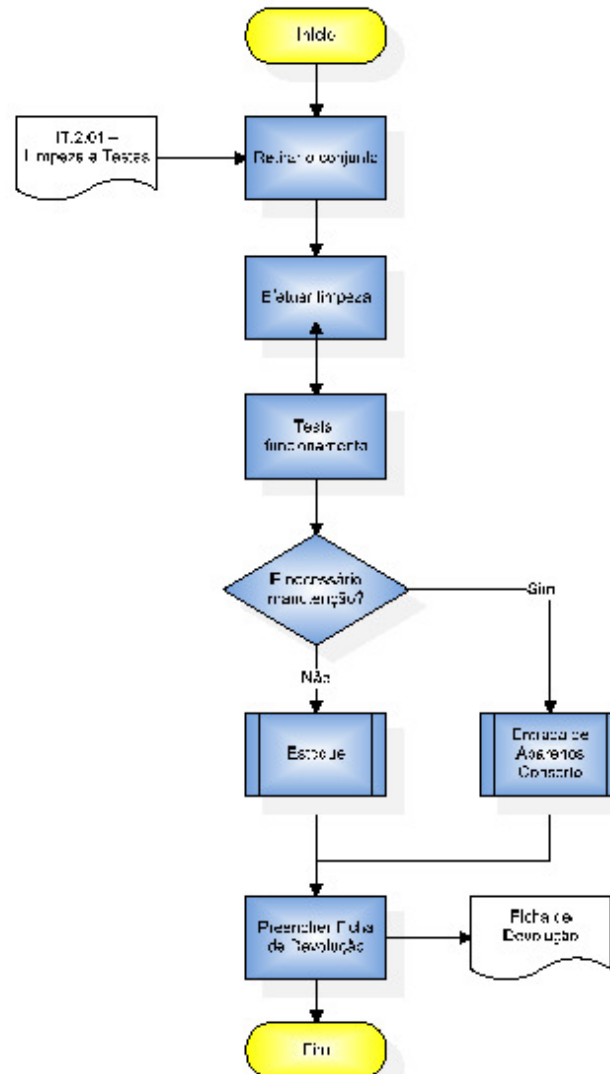 Início
IT.2.01 –
Limpeza e Testes
Retirar o conjunto
Efetuar limpeza
Testa
funcionamento
É necessário
manutenção?
Sim
Não
Estoque
Entrada de
Aparelhos
Conserto
Preencher Ficha
de Devolução
Ficha de
Devolução
Fim